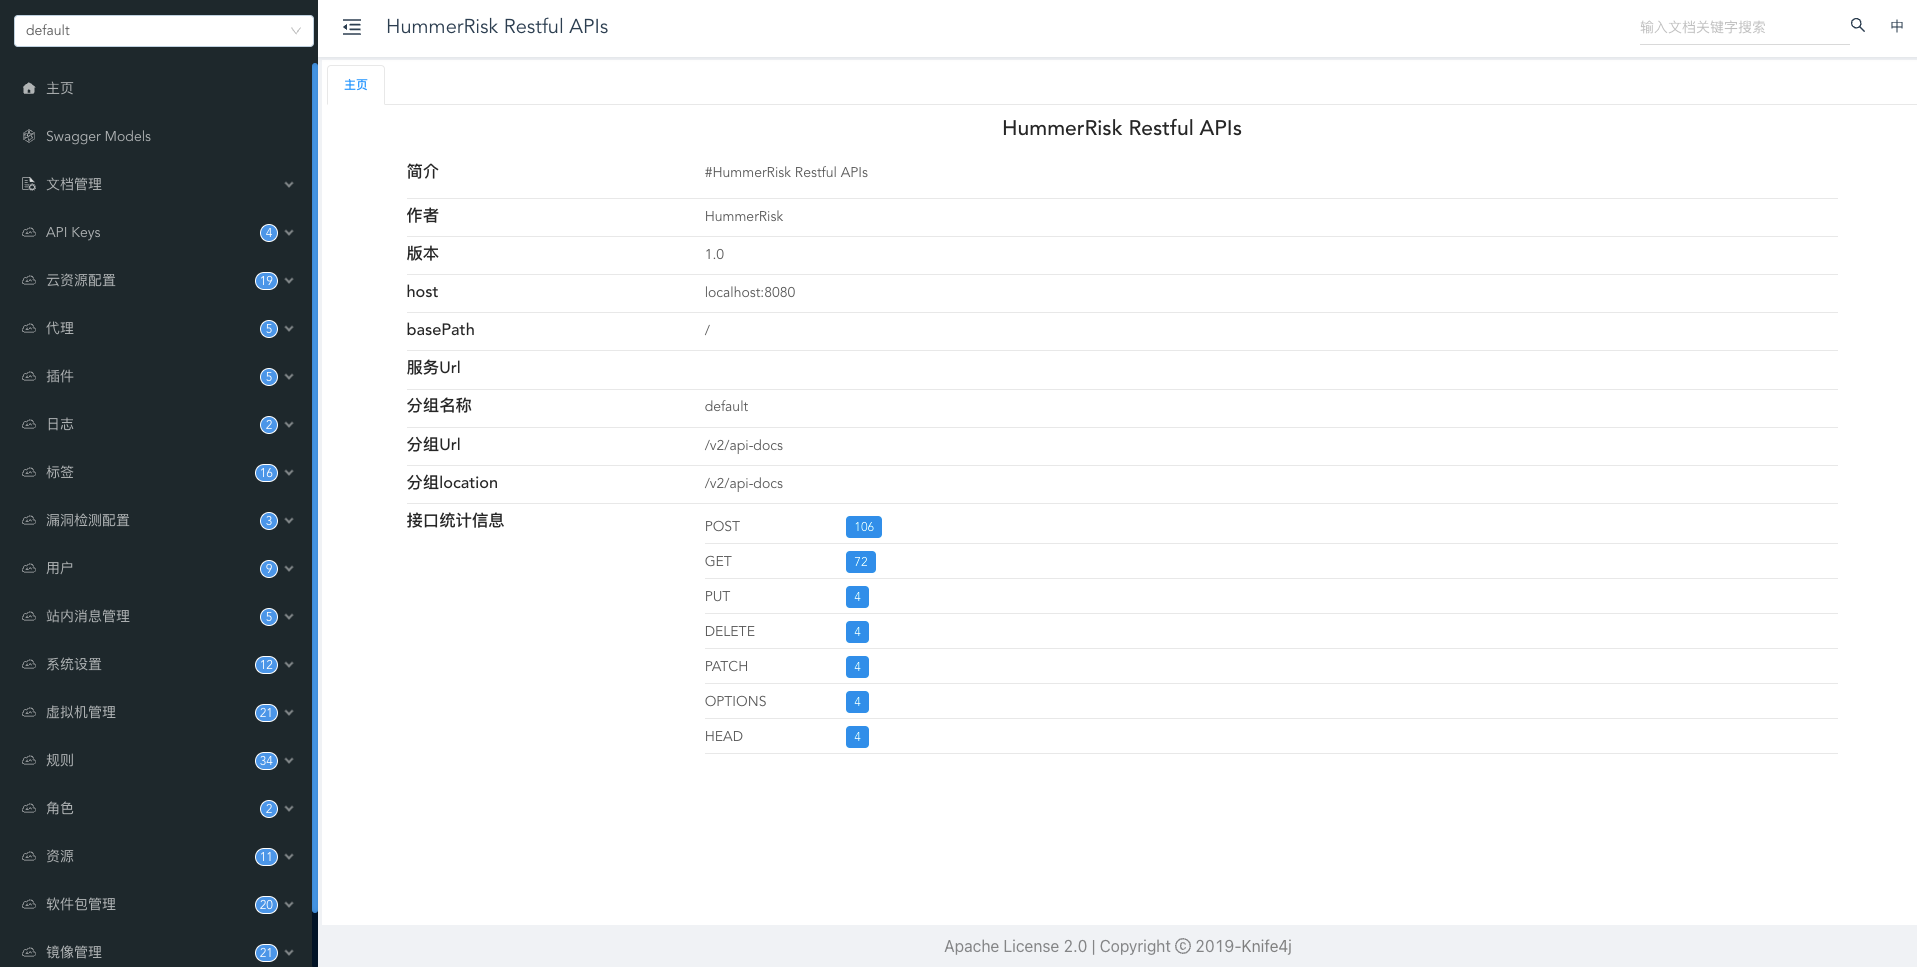 default
主页
Swagger Models
文档管理
API Keys 4
云资源配置 19
代理 5
插件 5
日志 2
标签 16
漏洞检测配置 3
用户 9
站内消息管理 5
系统设置 12
虚拟机管理 21
规则 34
角色 2
资源 11
软件包管理 20
镜像管理 21
HummerRisk Restful APIs
输入文档关键字搜索
中
主页
HummerRisk Restful APIs
简介 #HummerRisk Restful APIs
作者 HummerRisk
版本 1.0
host localhost:8080
basePath /
服务Url
分组名称 default
分组Url /v2/api-docs
分组location /v2/api-docs
接口统计信息 POST 106
GET 72
PUT 4
DELETE 4
PATCH 4
OPTIONS 4
HEAD 4
Apache License 2.0 | Copyright © 2019-Knife4j